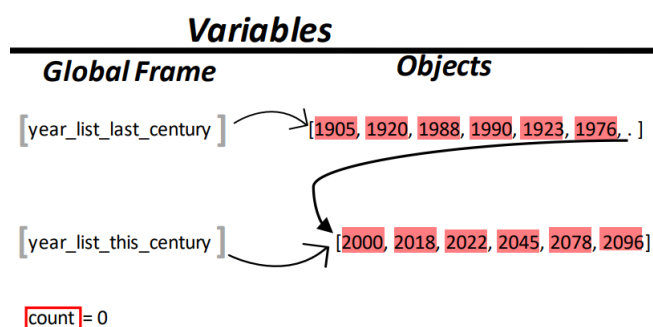 Variables
Global Frame
Objects
[year_list_last_century ]
[1905, 1920, 1988, 1990, 1923, 1976, . ]
[year_list_this_century ]
[2000, 2018, 2022, 2045, 2078, 2096]
count = 0